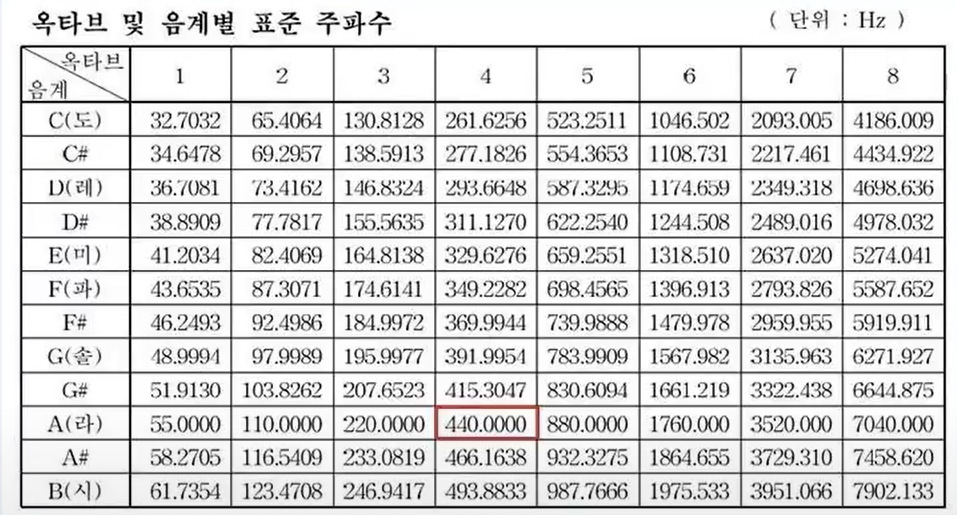 옥타브 및 음계별 표준 주파수 ( 단위 : Hz )
옥타브 음계 1 2 3 4 5 6 7 8
C(도) 32.7032 65.4064 130.8128 261.6256 523.2511 1046.502 2093.005 4186.009
C# 34.6478 69.2957 138.5913 277.1826 554.3653 1108.731 2217.461 4434.922
D(레) 36.7081 73.4162 146.8324 293.6648 587.3295 1174.659 2349.318 4698.636
D# 38.8909 77.7817 155.5635 311.1270 622.2540 1244.508 2489.016 4978.032
E(미) 41.2034 82.4069 164.8138 329.6276 659.2551 1318.510 2637.020 5274.041
F(파) 43.6535 87.3071 174.6141 349.2282 698.4565 1396.913 2793.826 5587.652
F# 46.2493 92.4986 184.9972 369.9944 739.9888 1479.978 2959.955 5919.911
G(솔) 48.9994 97.9989 195.9977 391.9954 783.9909 1567.982 3135.963 6271.927
G# 51.9130 103.8262 207.6523 415.3047 830.6094 1661.219 3322.438 6644.875
A(라) 55.0000 110.0000 220.0000 440.0000 880.0000 1760.000 3520.000 7040.000
A# 58.2705 116.5409 233.0819 466.1638 932.3275 1864.655 3729.310 7458.620
B(시) 61.7354 123.4708 246.9417 493.8833 987.7666 1975.533 3951.066 7902.133